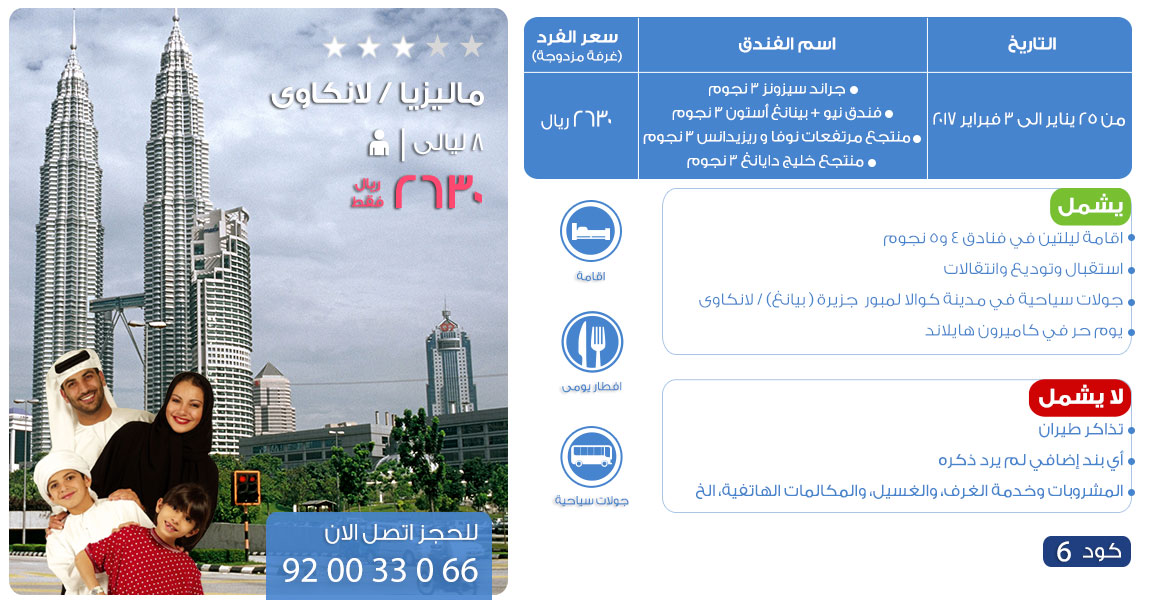 ماليزيا / لانكاوى
٨ ليالى
٢٦٣٠ ريال فقط
للحجز اتصل الان
92 00 33 0 66
التاريخ
اسم الفندق
سعر الفرد
(غرفة مزدوجة)
من ٢٥ يناير الى ٣ فبراير ٢٠١٧
جراند سيزونز ٣ نجوم
فندق نيو + بينانغ أستون ٣ نجوم
منتجع مرتفعات نوفا و ريزيدانس ٣ نجوم
منتجع خليج دايانغ ٣ نجوم
٢٦٣٠ ريال
يشمل
اقامة ليلتين في فنادق ٤ و٥ نجوم
استقبال وتوديع وانتقالات
جولات سياحية في مدينة كوالا لمبور جزيرة ( بيانغ) / لانكاوى
يوم حر في كاميرون هايلاند
لا يشمل
تذاكر طيران
أي بند إضافي لم يرد ذكره
المشروبات وخدمة الغرف، والغسيل، والمكالمات الهاتفية، الخ
اقامة
افطار يومى
جولات سياحية
كود 6